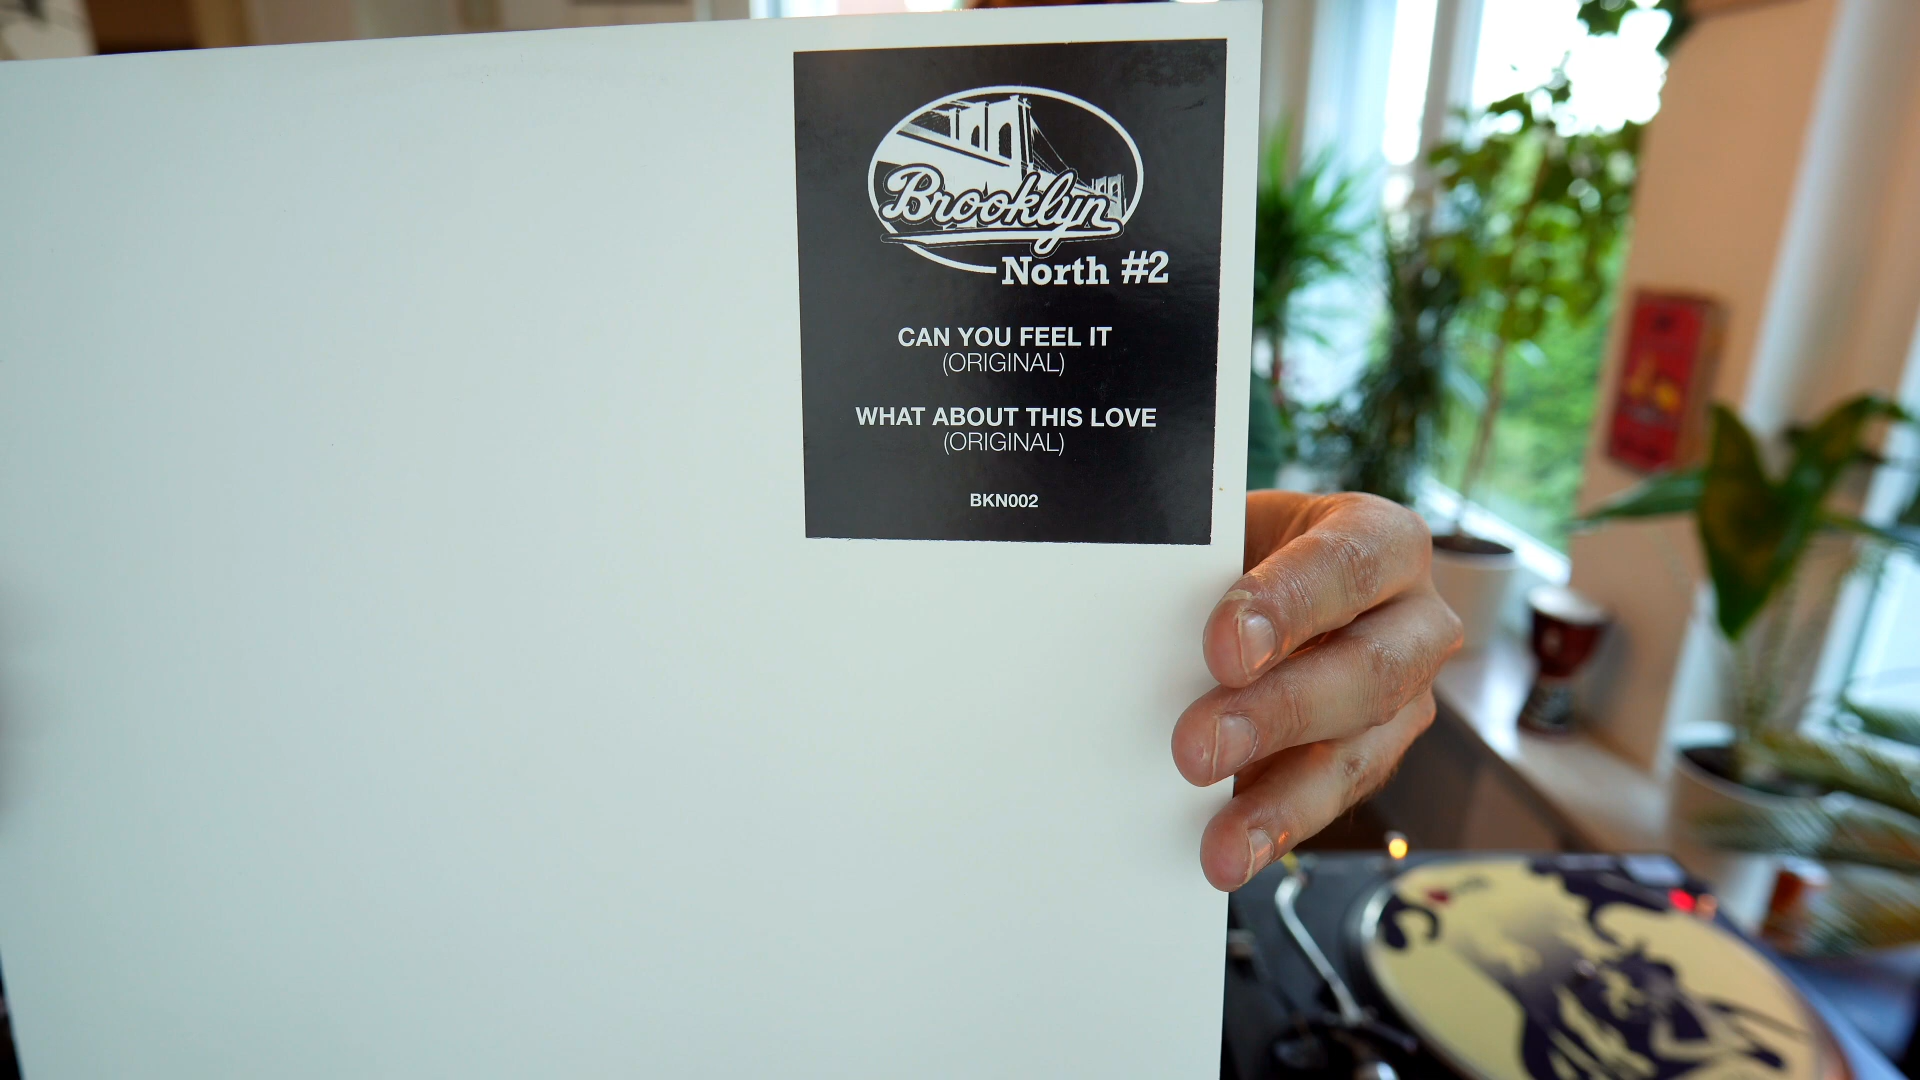 Brooklyn
North #2
CAN YOU FEEL IT
(ORIGINAL)
WHAT ABOUT THIS LOVE
(ORIGINAL)
BKN002